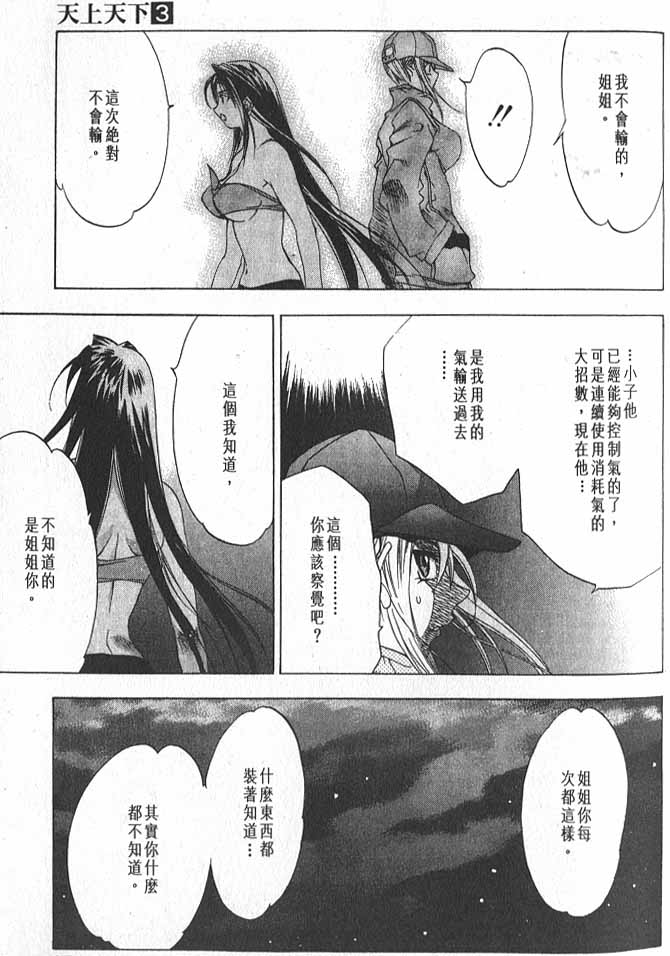 天上天下3
我不會輸的，
姐姐。
!!
這次絕對
不會輸。
…小子他
已經能夠控制氣的了，
可是連續使用消耗氣的
大招數，現在他…
是我用我的
氣輸送過去
……
這個…………
你應該察覺吧？
這個我知道，
不知道的
是姐姐你。
姐姐你每
次都這樣。
什麼東西都
裝著知道…
其實你什麼
都不知道。